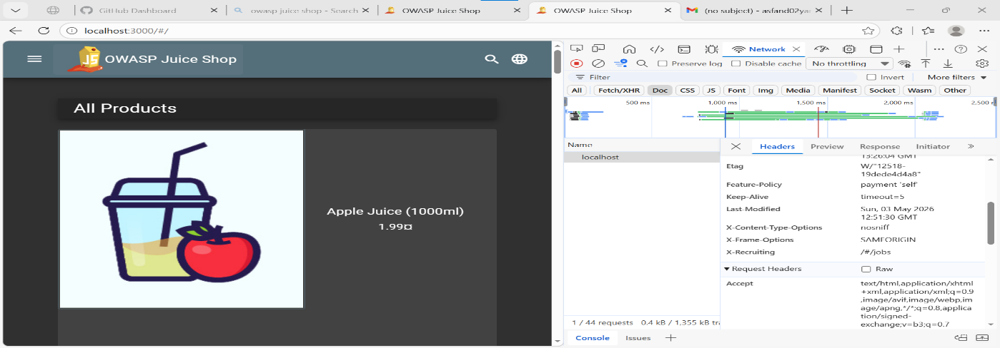 GitHub Dashboard
owasp juice shop - Search
OWASP Juice Shop
OWASP Juice Shop
(no subject) - asfand02ya
localhost:3000/#/
JS
OWASP Juice Shop
All Products
Apple Juice (1000ml)
1.99¤
Network
Preserve log
Disable cache
No throttling
Filter
Invert
More filters
All
Fetch/XHR
Doc
CSS
JS
Font
Img
Media
Manifest
Socket
Wasm
Other
500 ms
1,000 ms
1,500 ms
2,000 ms
2,500
Name
localhost
Headers
Preview
Response
Initiator
13:26:04 GMT
Etag
W/"12518-
19dede4d4a8"
Feature-Policy
payment 'self'
Keep-Alive
timeout=5
Last-Modified
Sun, 03 May 2026
12:51:30 GMT
X-Content-Type-Options
nosniff
X-Frame-Options
SAMEORIGIN
X-Recruiting
/#/jobs
Request Headers
Raw
Accept
text/html,application/xhtml
+xml,application/xml;q=0.9
,image/avif,image/webp,im
age/apng,*/*;q=0.8,applica
tion/signed-
exchange;v=b3;q=0.7
1 / 44 requests
0.4 kB / 1,355 kB tr
Console
Issues